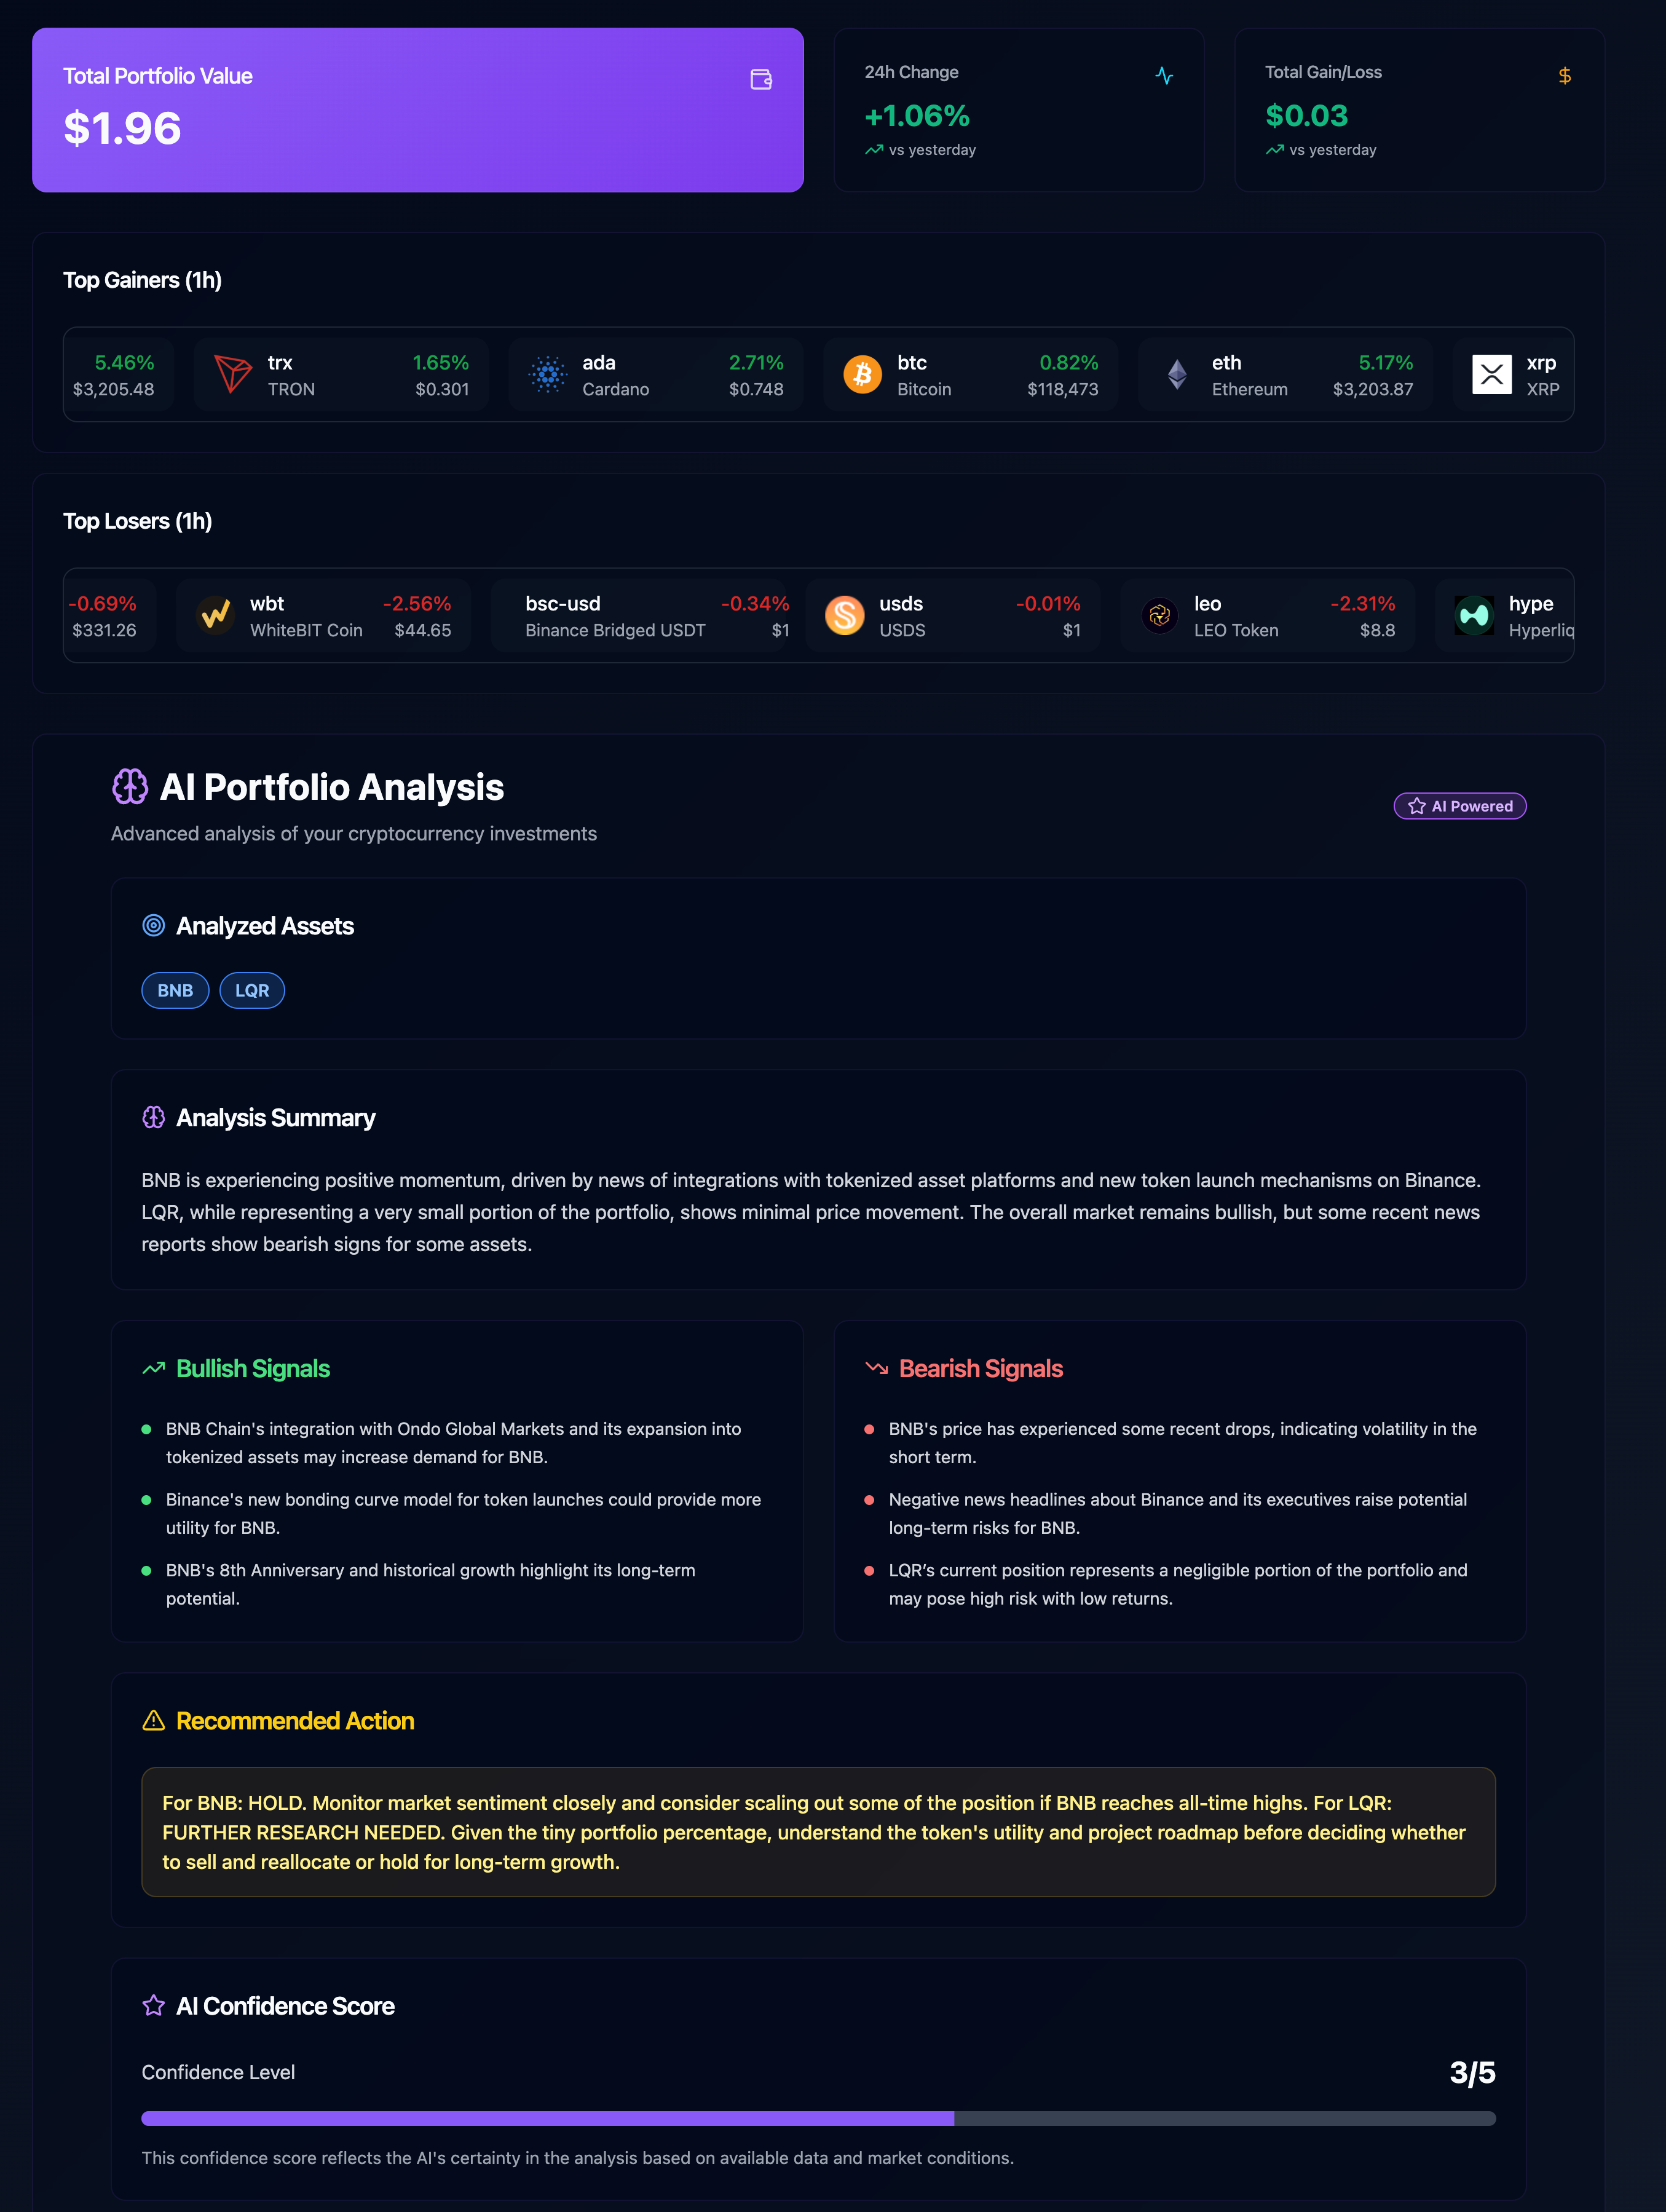 Total Portfolio Value
$1.96
24h Change
+1.06%
vs yesterday
Total Gain/Loss
$0.03
vs yesterday
Top Gainers (1h)
5.46%
$3,205.48
trx
1.65%
TRON
$0.301
ada
2.71%
Cardano
$0.748
btc
0.82%
Bitcoin
$118,473
eth
5.17%
Ethereum
$3,203.87
xrp
XRP
Top Losers (1h)
-0.69%
$331.26
wbt
-2.56%
WhiteBIT Coin
$44.65
bsc-usd
-0.34%
Binance Bridged USDT
$1
usds
-0.01%
USDS
$1
leo
-2.31%
LEO Token
$8.8
hype
Hyperliq
AI Portfolio Analysis
AI Powered
Advanced analysis of your cryptocurrency investments
Analyzed Assets
BNB
LQR
Analysis Summary
BNB is experiencing positive momentum, driven by news of integrations with tokenized asset platforms and new token launch mechanisms on Binance.
LQR, while representing a very small portion of the portfolio, shows minimal price movement. The overall market remains bullish, but some recent news
reports show bearish signs for some assets.
Bullish Signals
BNB Chain's integration with Ondo Global Markets and its expansion into
tokenized assets may increase demand for BNB.
Binance's new bonding curve model for token launches could provide more
utility for BNB.
BNB's 8th Anniversary and historical growth highlight its long-term
potential.
Bearish Signals
BNB's price has experienced some recent drops, indicating volatility in the
short term.
Negative news headlines about Binance and its executives raise potential
long-term risks for BNB.
LQR’s current position represents a negligible portion of the portfolio and
may pose high risk with low returns.
Recommended Action
For BNB: HOLD. Monitor market sentiment closely and consider scaling out some of the position if BNB reaches all-time highs. For LQR:
FURTHER RESEARCH NEEDED. Given the tiny portfolio percentage, understand the token's utility and project roadmap before deciding whether
to sell and reallocate or hold for long-term growth.
AI Confidence Score
Confidence Level
3/5
This confidence score reflects the AI's certainty in the analysis based on available data and market conditions.